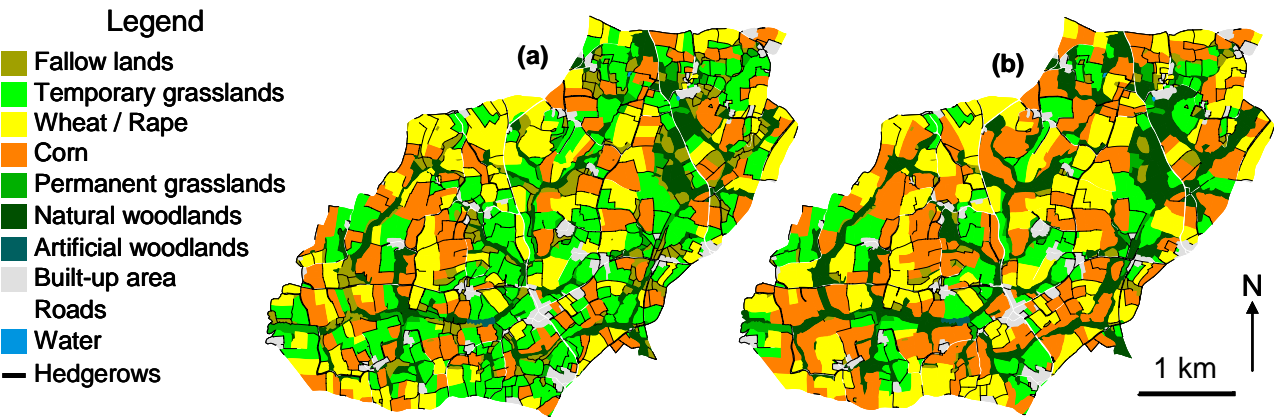 Legend
Fallow lands
Temporary grasslands
Wheat / Rape
Corn
Permanent grasslands
Natural woodlands
Artificial woodlands
Built-up area
Roads
Water
Hedgerows
(a)
(b)
N
1 km